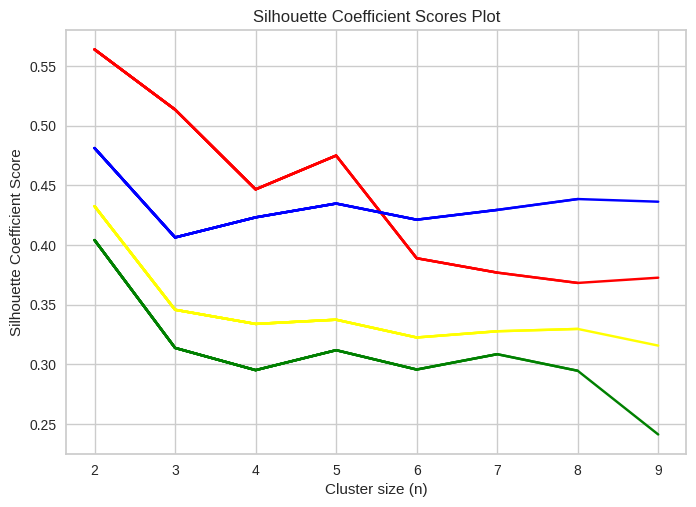 Silhouette Coefficient Scores Plot
Silhouette Coefficient Score
0.55
0.50
0.45
0.40
0.35
0.30
0.25
2 3 4 5 6 7 8 9
Cluster size (n)